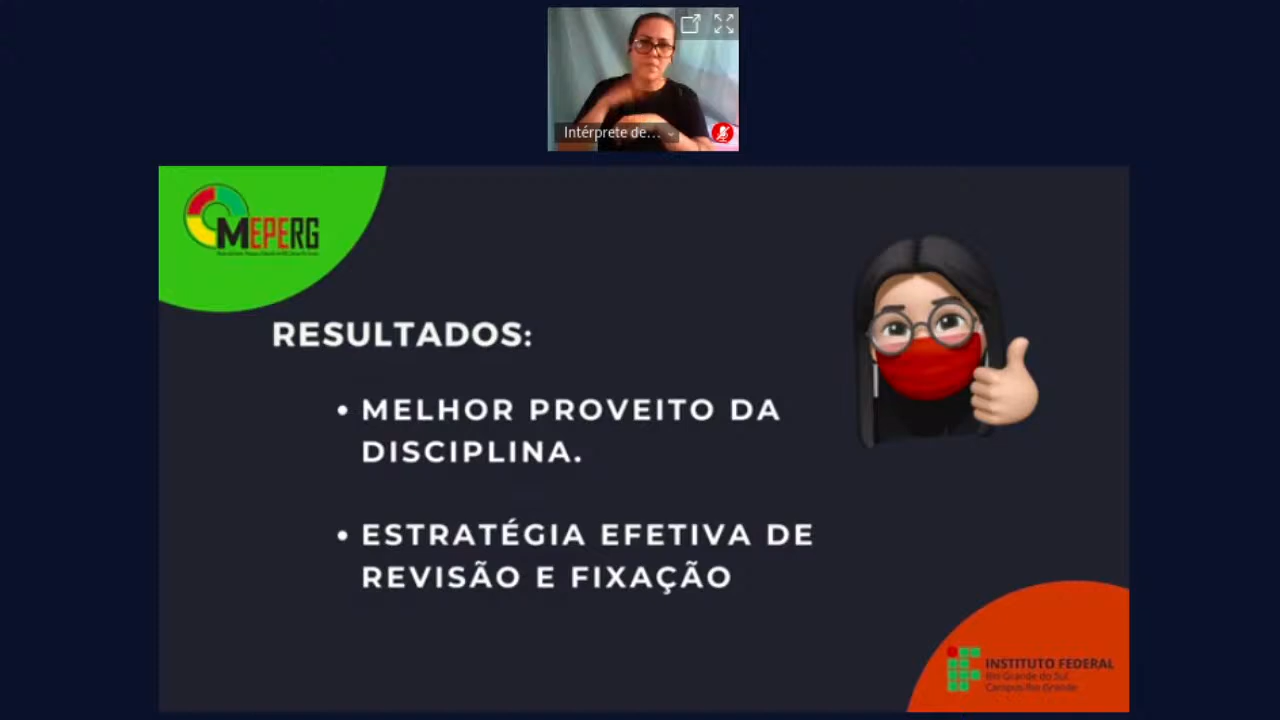 Intérprete de...
MEPERG
RESULTADOS:
• MELHOR PROVEITO DA
DISCIPLINA.
• ESTRATÉGIA EFETIVA DE
REVISÃO E FIXAÇÃO
INSTITUTO FEDERAL
Rio Grande do Sul
Campus Rio Grande